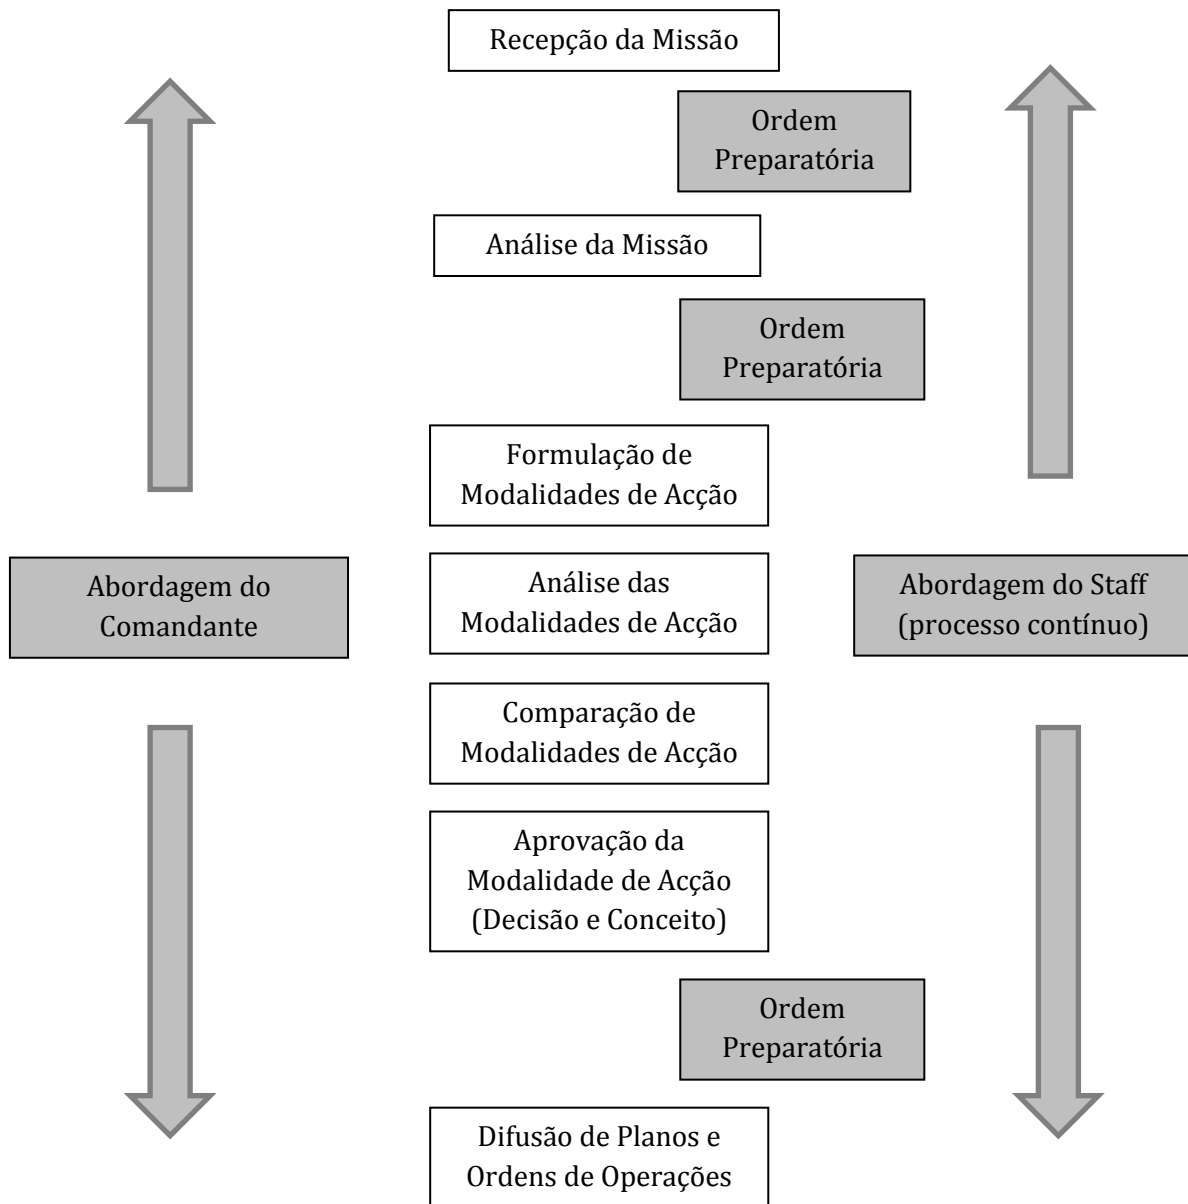 Recepção da Missão
Ordem
Preparatória
Análise da Missão
Ordem
Preparatória
Formulação de
Modalidades de Acção
Abordagem do
Comandante
Análise das
Modalidades de Acção
Abordagem do Staff
(processo contínuo)
Comparação de
Modalidades de Acção
Aprovação da
Modalidade de Acção
(Decisão e Conceito)
Ordem
Preparatória
Difusão de Planos e
Ordens de Operações